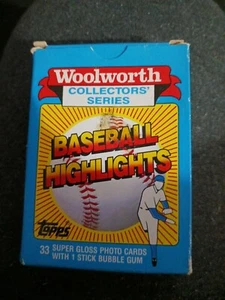 Woolworth
COLLECTORS'
SERIES
BASEBALL
HIGHLIGHTS
Topps
33 SUPER GLOSS PHOTO CARDS
WITH 1 STICK BUBBLE GUM